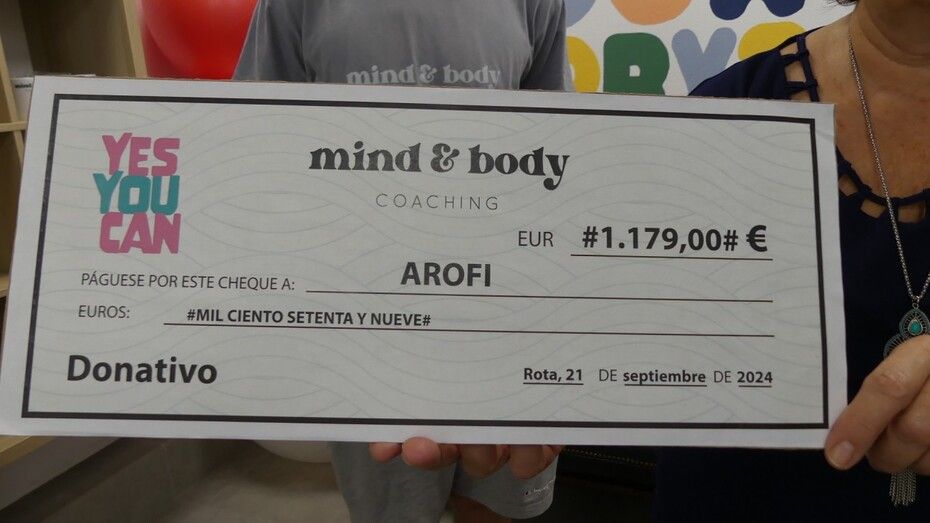 mind & body
YES
YOU
CAN
mind & body
COACHING
EUR #1.179,00# €
PÁGUESE POR ESTE CHEQUE A: AROFI
EUROS: #MIL CIENTO SETENTA Y NUEVE#
Donativo
Rota, 21 DE septiembre DE 2024